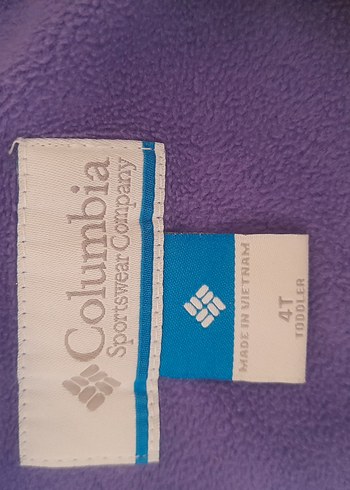 Columbia
Sportswear Company
MADE IN VIETNAM
4T
TODDLER